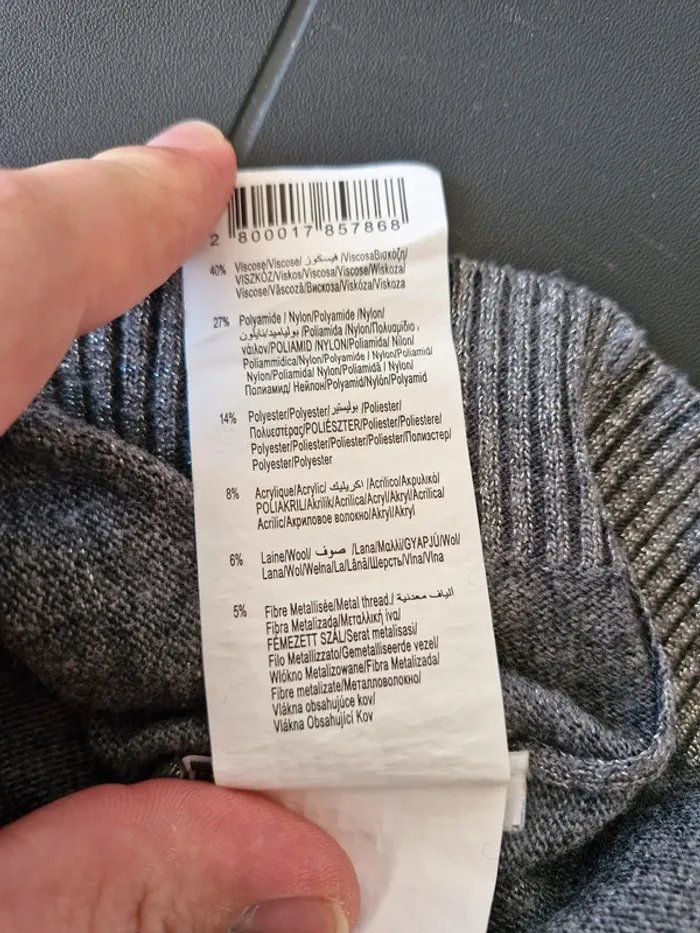 2 800017 857868
40% Viscose/Viscose/ فيسكوز /ViscosaΒισκόζη/
VISZKÓZ/Viskos/Viscosa/Viscose/Wiskoza/
Viscose/Vâscoză/Вискоза/Viskóza/Viskoza
27% Polyamide / Nylon/Polyamide /Nylon/
بولياميد/نايلون /Poliamida /Nylon/Πολυαμίδιο ,
νάιλον/POLIAMID /NYLON/Poliamida/ Nilon/
Poliammidica/Nylon/Polyamide / Nylon/Poliamid/
Nylon/Poliamida/ Nylon/Poliamidă / Nylon/
Полиамид/ Нейлон/Polyamid/Nylón/Polyamid
14% Polyester/Polyester/ بوليستير /Poliester/
Πολυεστέρας/POLIÉSZTER/Poliester/Poliestere/
Polyester/Poliester/Poliester/Poliester/Полиэстер/
Polyester/Polyester
8% Acrylique/Acrylic/ اكريليك /Acrilico/Ακρυλικό/
POLIAKRIL/Akrilik/Acrilica/Acryl/Akryl/Acrilica/
Acrilic/Акриловое волокно/Akryl/Akryl
6% Laine/Wool/ صوف /Lana/Μαλλί/GYAPJÚ/Wol/
Lana/Wol/Wełna/La/Lână/Шерсть/Vlna/Vlna
5% Fibre Metallisée/Metal thread./ ألياف معدنية/
Fibra Metalizada/Μεταλλική ίνα/
FÉMEZETT SZÁL/Serat metalisasi/
Filo Metallizzato/Gemetalliseerde vezel/
Włókno Metalizowane/Fibra Metalizada/
Fibre metalizate/Металловолокно/
Vlákna obsahujúce kov/
Vlákna Obsahující Kov